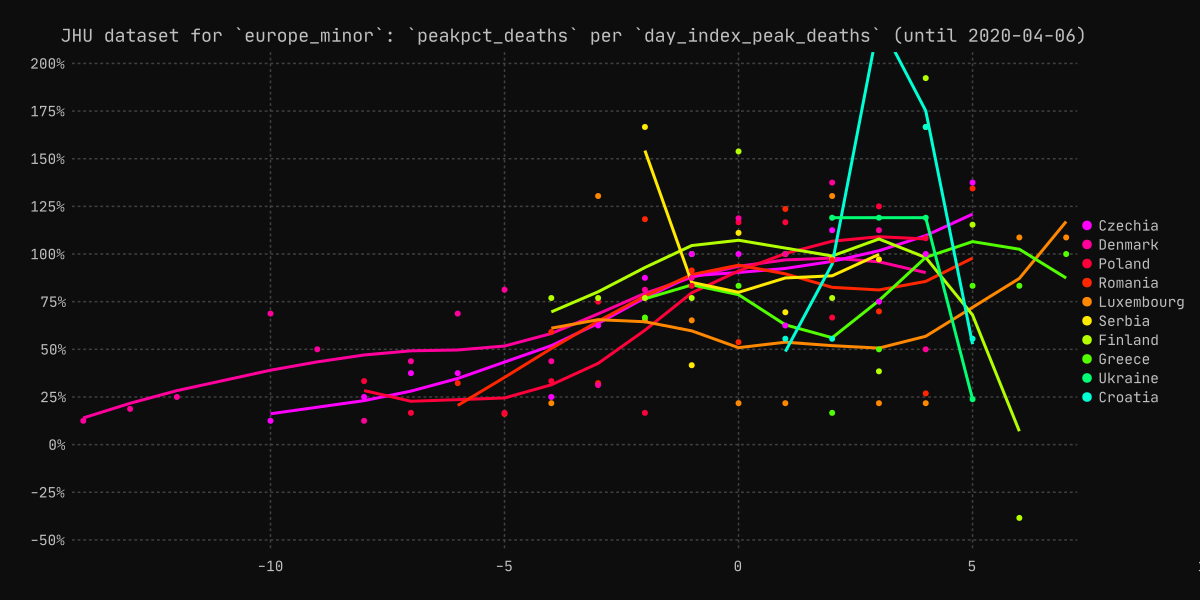 JHU dataset for `europe_minor`: `peakpct_deaths` per `day_index_peak_deaths` (until 2020-04-06)
200%
175%
150%
125%
100%
75%
50%
25%
0%
-25%
-50%
-10
-5
0
5
Czechia
Denmark
Poland
Romania
Luxembourg
Serbia
Finland
Greece
Ukraine
Croatia